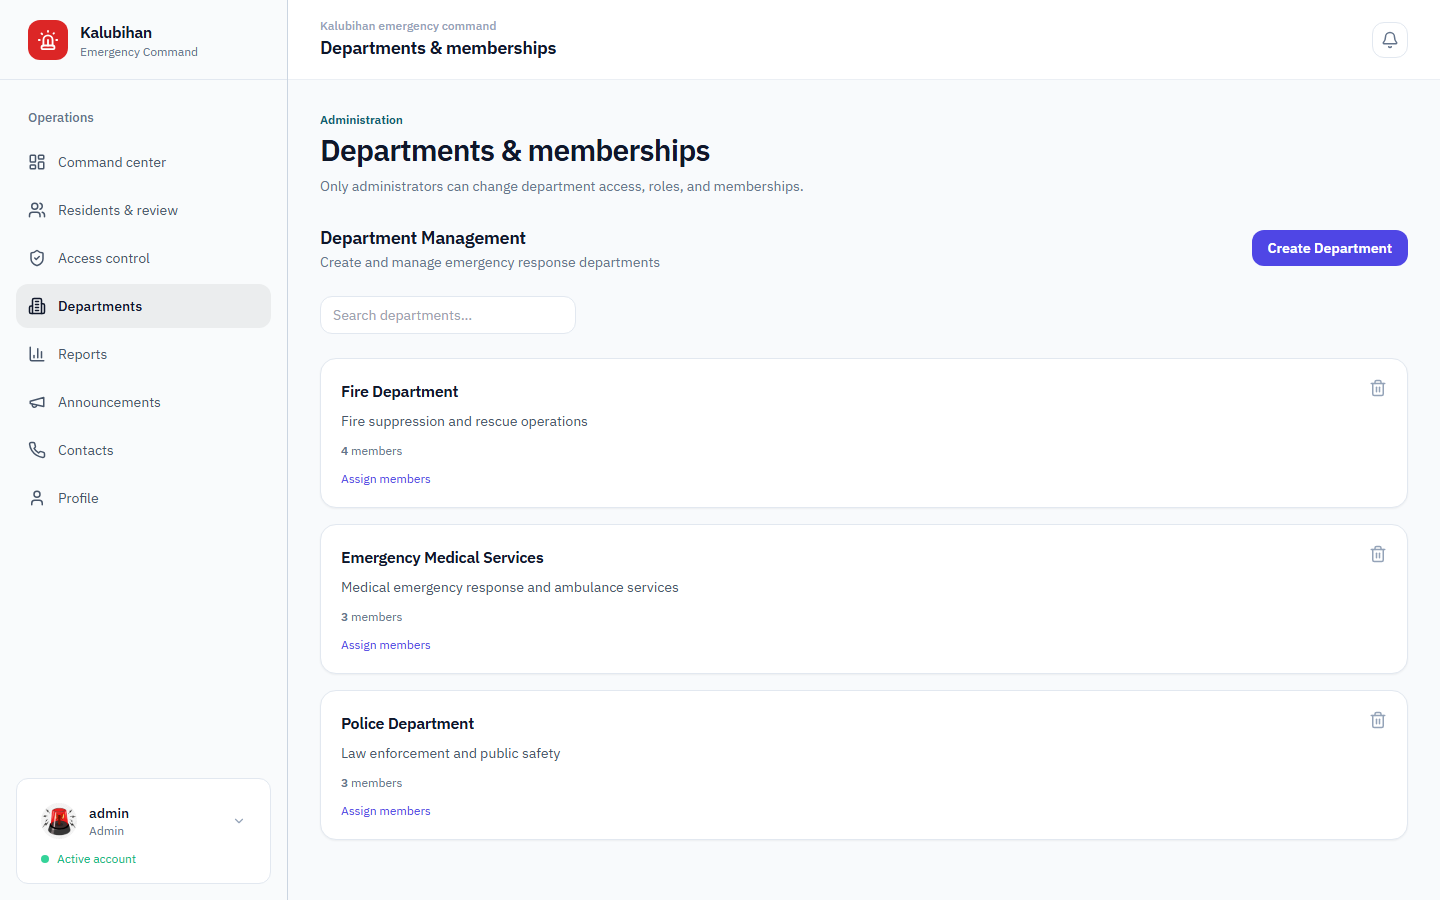 Kalubihan
Emergency Command
Operations
Command center
Residents & review
Access control
Departments
Reports
Announcements
Contacts
Profile
admin
Admin
Active account
Kalubihan emergency command
Departments & memberships
Administration
Departments & memberships
Only administrators can change department access, roles, and memberships.
Department Management
Create and manage emergency response departments
Create Department
Search departments...
Fire Department
Fire suppression and rescue operations
4 members
Assign members
Emergency Medical Services
Medical emergency response and ambulance services
3 members
Assign members
Police Department
Law enforcement and public safety
3 members
Assign members